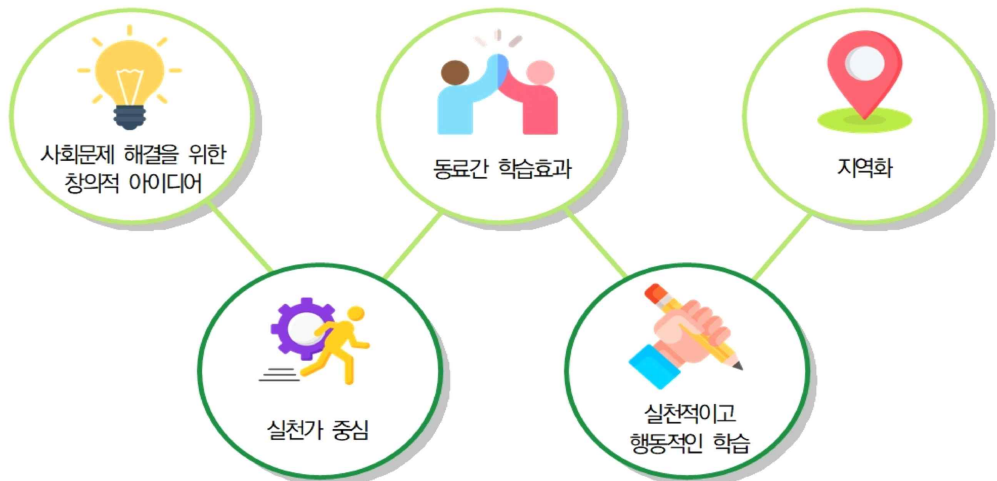 사회문제 해결을 위한
창의적 아이디어
동료간 학습효과
지역화
실천가 중심
실천적이고
행동적인 학습